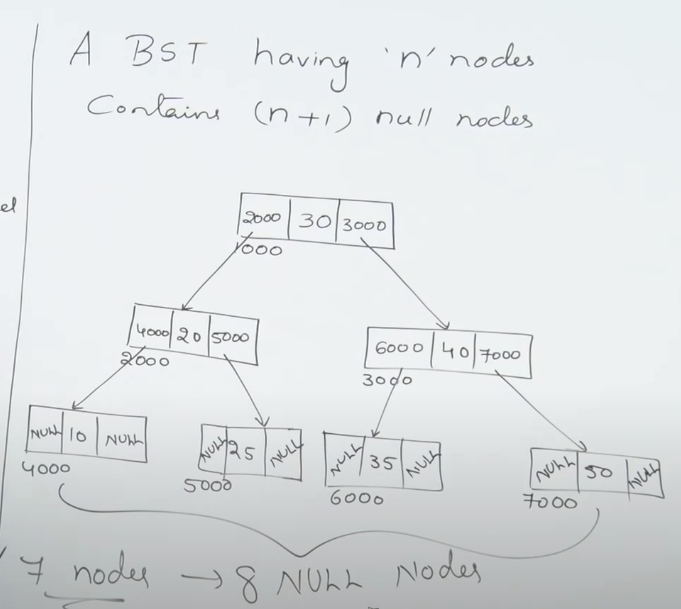 A BST having 'n' nodes
Contains (n+1) null nodes
el
2000 30 3000
1000
4000 20 5000
2000
6000 40 7000
3000
NULL 10 NULL
4000
NULL 25 NULL
5000
NULL 35 NULL
6000
NULL 50 NULL
7000
7 nodes → 8 NULL Nodes